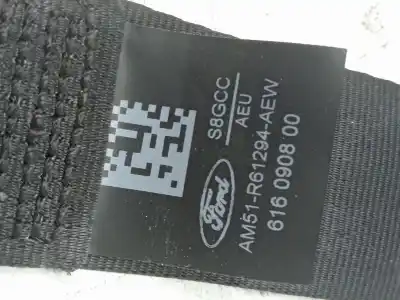 S8GCC
AEU
Ford
AM51-R61294-AEW
616 0908 00